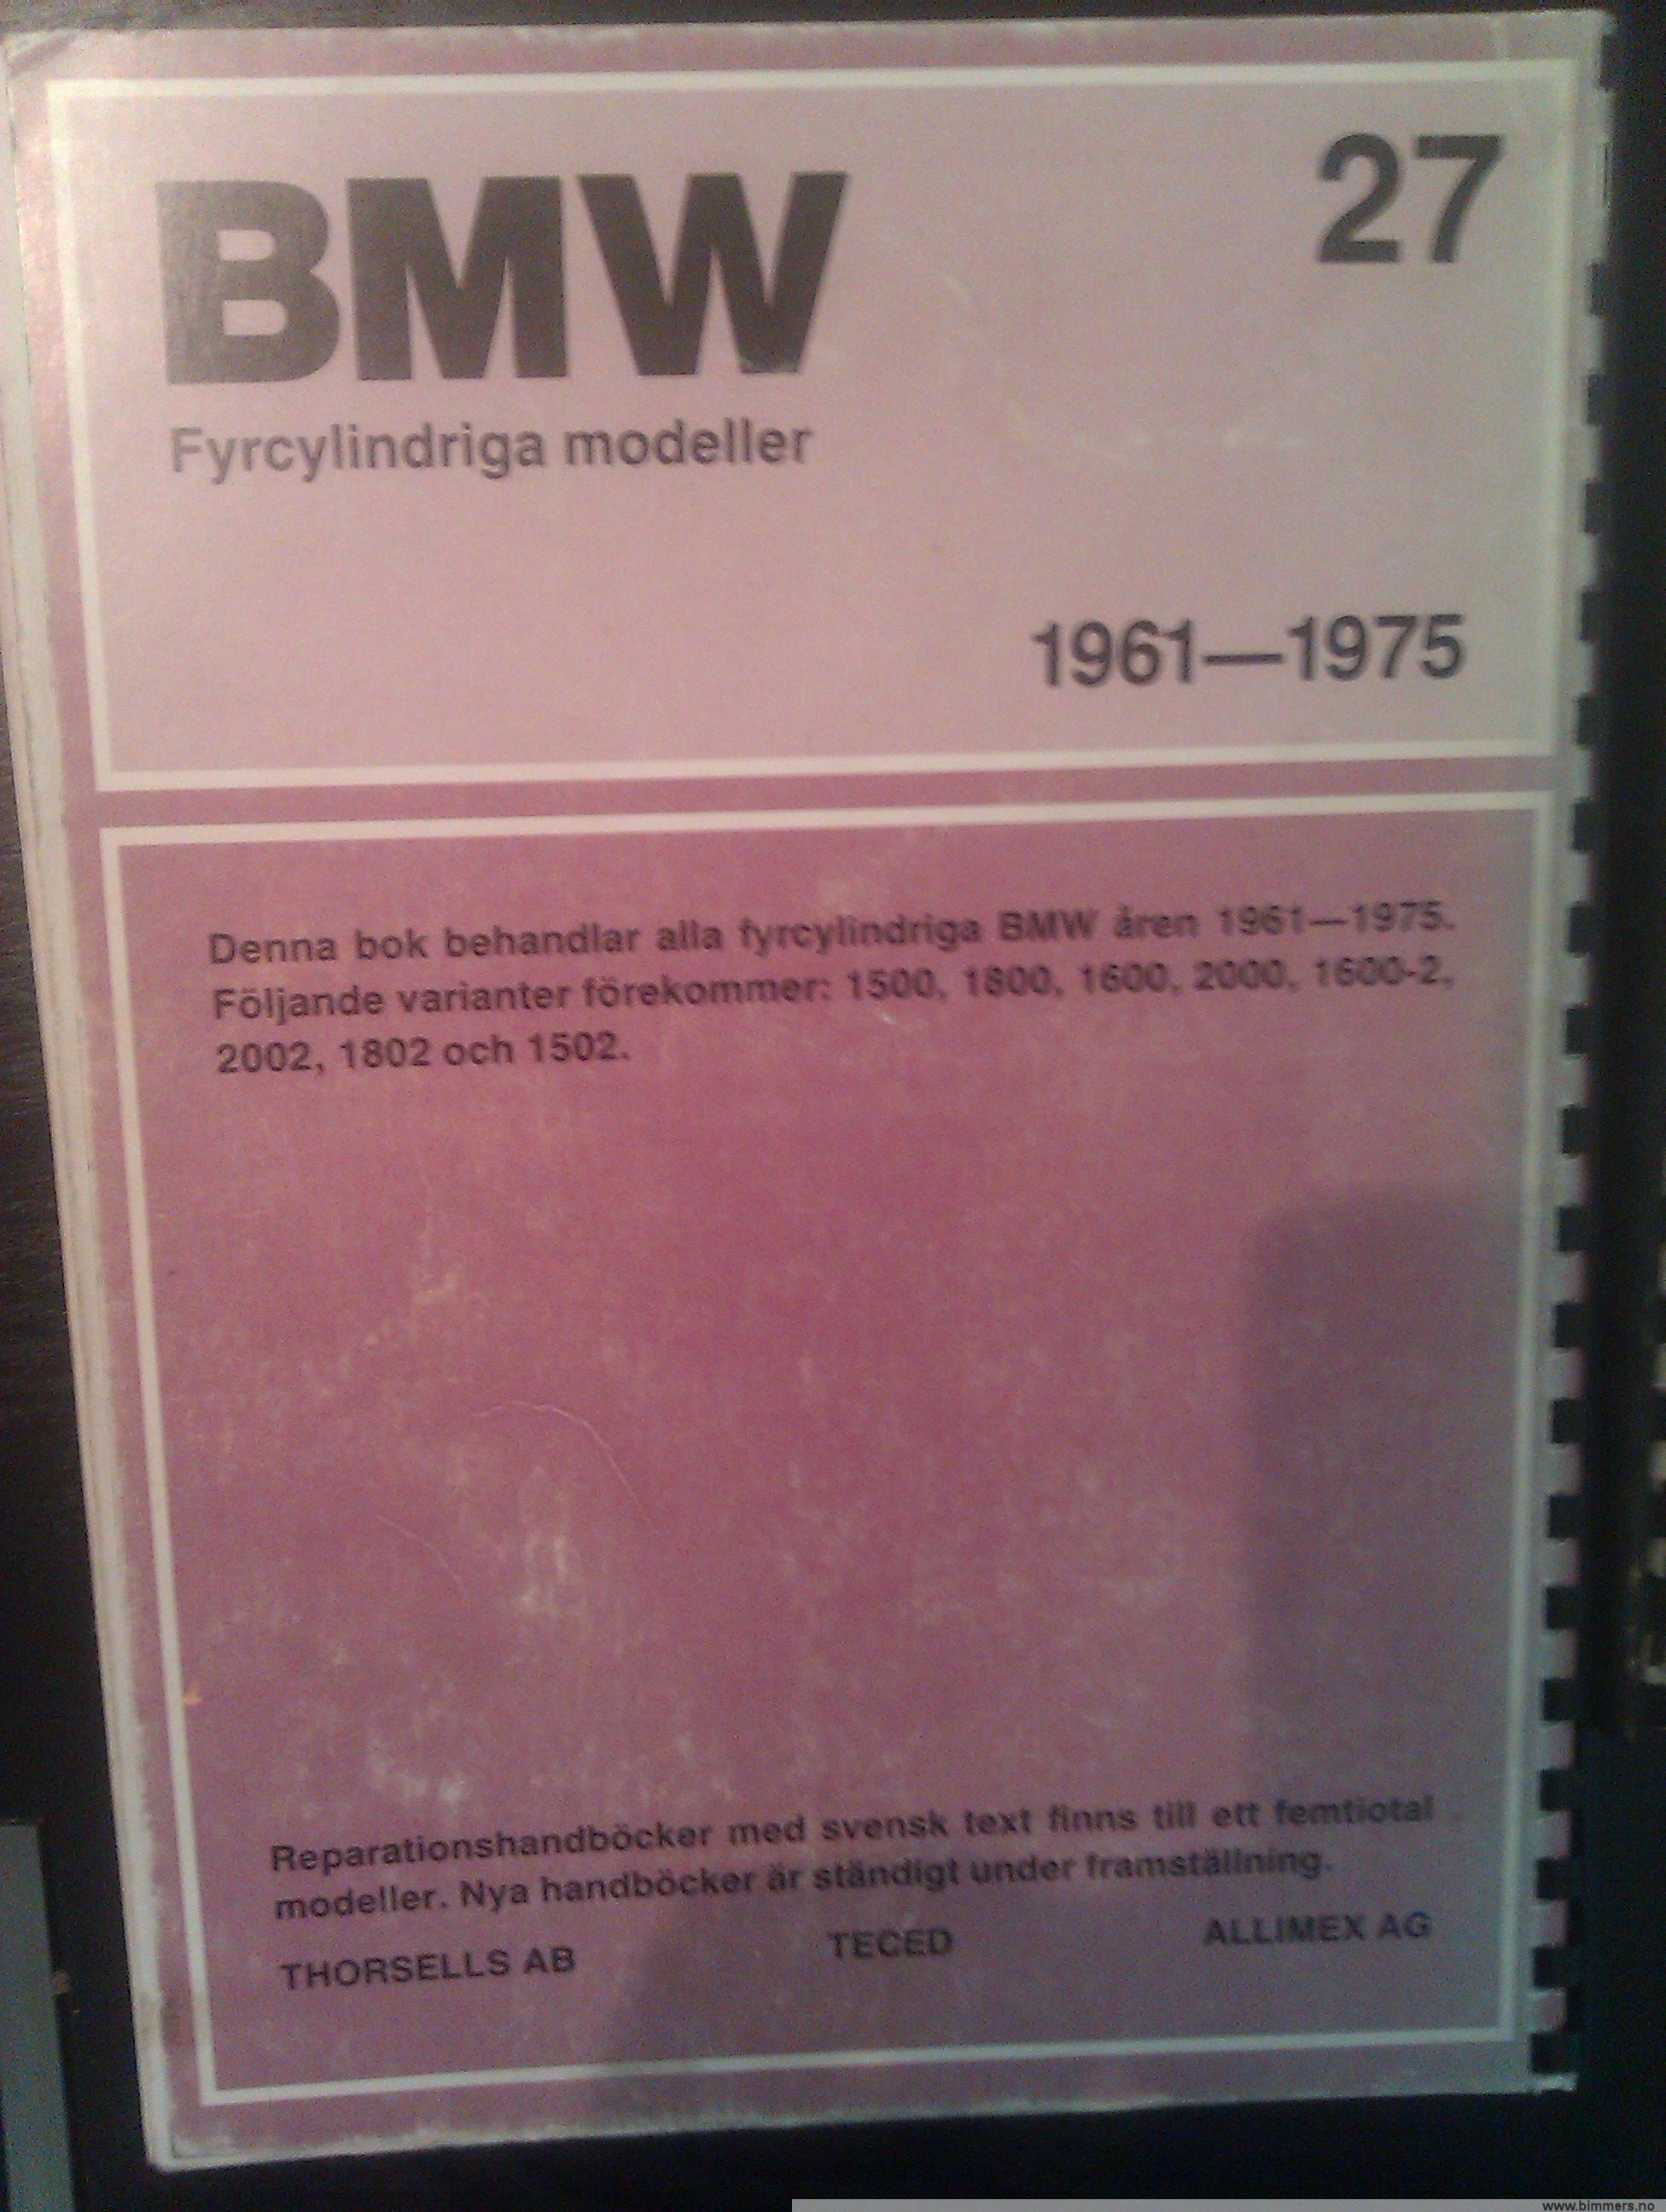 BMW
27
Fyrcylindriga modeller
1961—1975
Denna bok behandlar alla fyrcylindriga BMW åren 1961—1975.
Följande varianter förekommer: 1500, 1800, 1600, 2000, 1600-2,
2002, 1802 och 1502.
Reparationshandböcker med svensk text finns till ett femtiotal
modeller. Nya handböcker är ständigt under framställning.
THORSELLS AB TECED ALLIMEX AG
www.bimmers.no